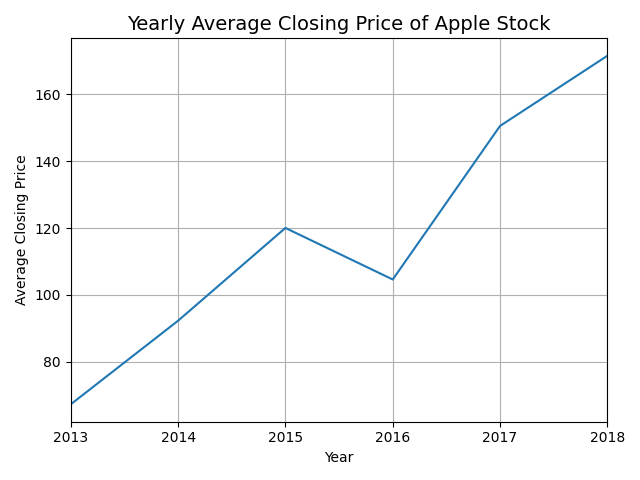 Yearly Average Closing Price of Apple Stock
160
140
120
100
80
Average Closing Price
2013 2014 2015 2016 2017 2018
Year